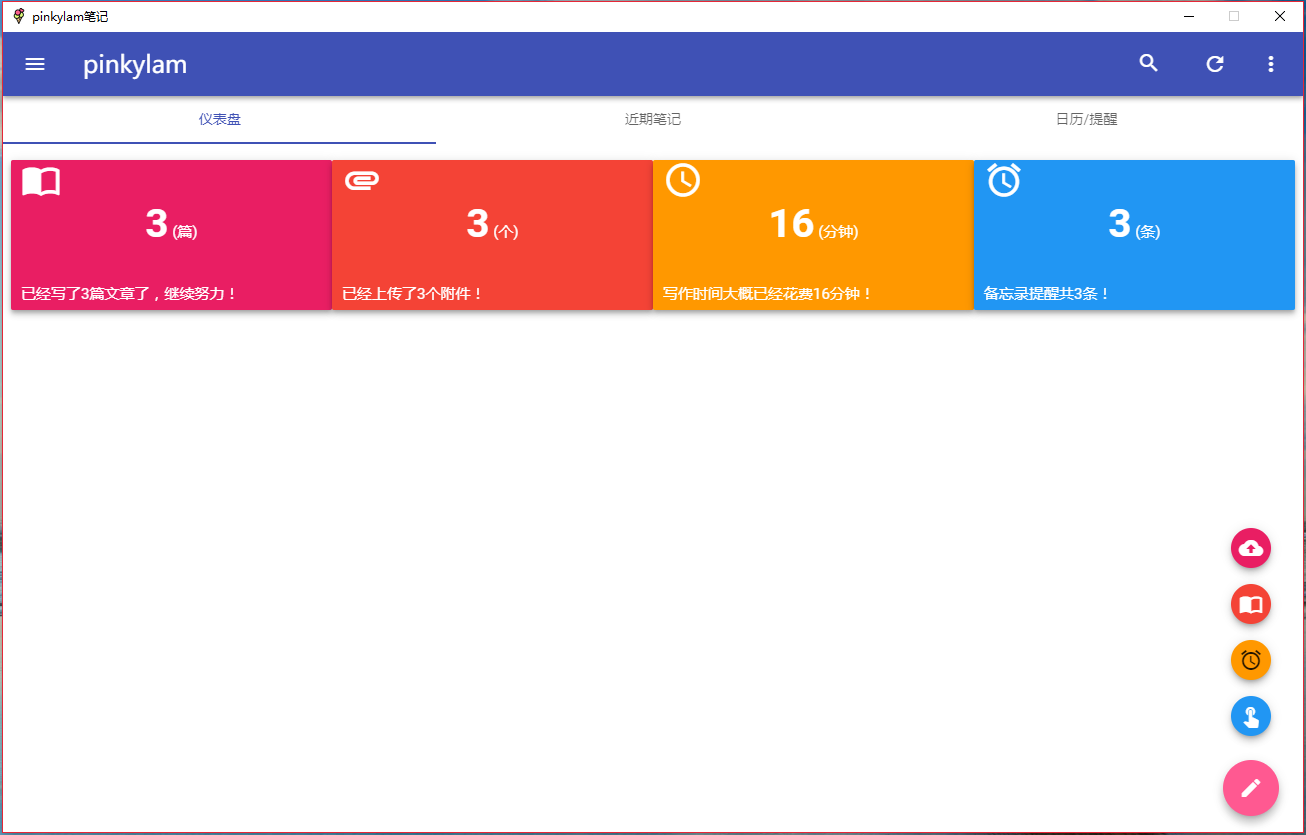 pinkylam笔记
pinkylam
仪表盘
近期笔记
日历/提醒
3 (篇)
已经写了3篇文章了，继续努力！
3 (个)
已经上传了3个附件！
16 (分钟)
写作时间大概已经花费16分钟！
3 (条)
备忘录提醒共3条！